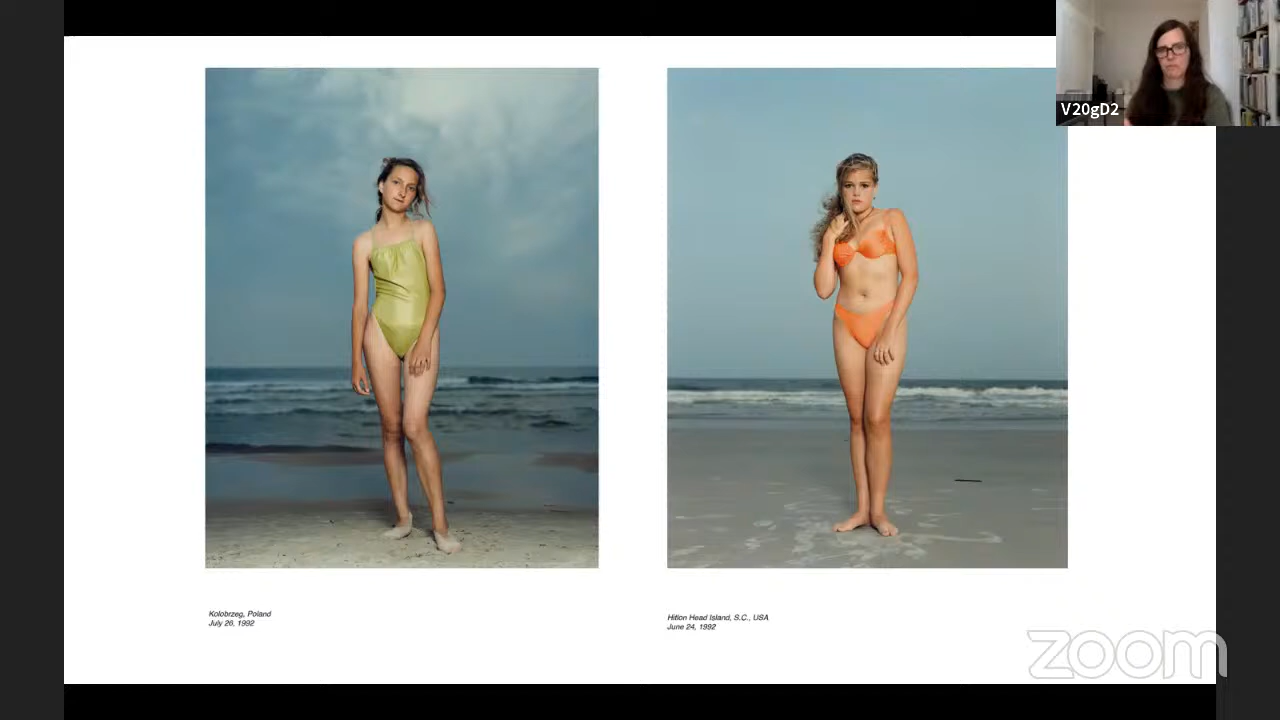 V20gD2
Kolobrzeg, Poland
July 26, 1992
Hilton Head Island, S.C., USA
June 24, 1992
zoom